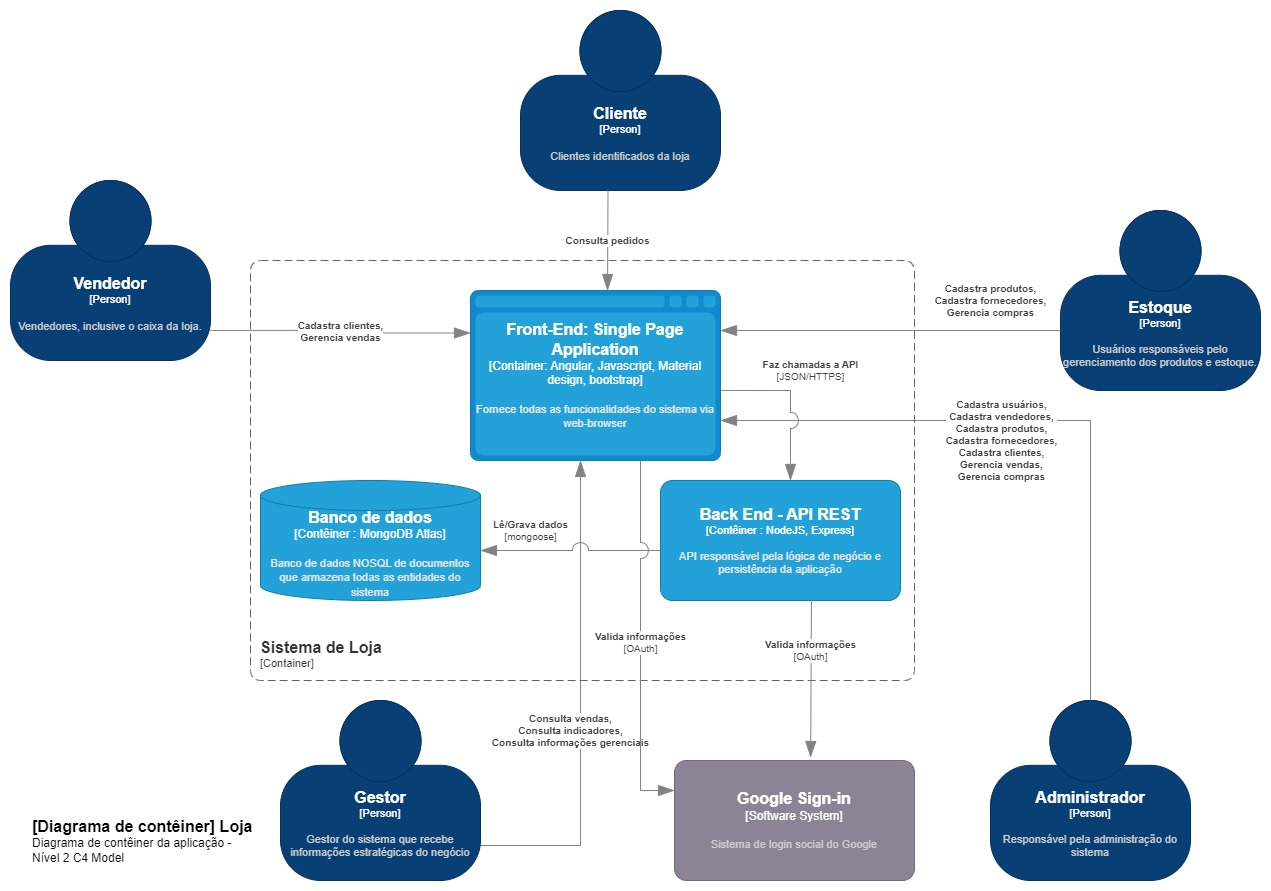 Cliente
[Person]
Clientes identificados da loja
Consulta pedidos
Vendedor
[Person]
Vendedores, inclusive o caixa da loja.
Cadastra clientes,
Gerencia vendas
Front-End: Single Page
Application
[Container: Angular, Javascript, Material
design, bootstrap]
Fornece todas as funcionalidades do sistema via
web-browser
Cadastra produtos,
Cadastra fornecedores,
Gerencia compras
Estoque
[Person]
Usuários responsáveis pelo
gerenciamento dos produtos e estoque.
Faz chamadas a API
[JSON/HTTPS]
Cadastra usuários,
Cadastra vendedores,
Cadastra produtos,
Cadastra fornecedores,
Cadastra clientes,
Gerencia vendas,
Gerencia compras
Banco de dados
[Contêiner : MongoDB Atlas]
Banco de dados NOSQL de documentos
que armazena todas as entidades do
sistema
Lê/Grava dados
[mongoose]
Back End - API REST
[Contêiner : NodeJS, Express]
API responsável pela lógica de negócio e
persistência da aplicação
Sistema de Loja
[Container]
Valida informações
[OAuth]
Valida informações
[OAuth]
Consulta vendas,
Consulta indicadores,
Consulta informações gerenciais
Gestor
[Person]
Gestor do sistema que recebe
informações estratégicas do negócio
Google Sign-in
[Software System]
Sistema de login social do Google
Administrador
[Person]
Responsável pela administração do
sistema
[Diagrama de contêiner] Loja
Diagrama de contêiner da aplicação -
Nível 2 C4 Model